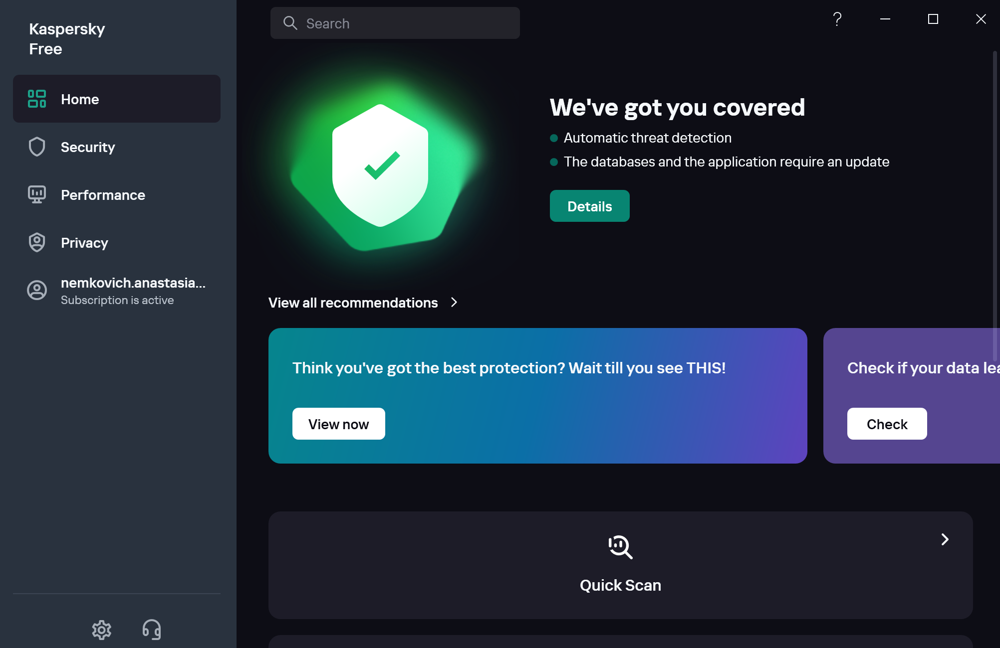 Kaspersky
Free
Home
Security
Performance
Privacy
nemkovich.anastasia...
Subscription is active
Search
We've got you covered
Automatic threat detection
The databases and the application require an update
Details
View all recommendations
Think you've got the best protection? Wait till you see THIS!
View now
Check if your data lea
Check
Quick Scan